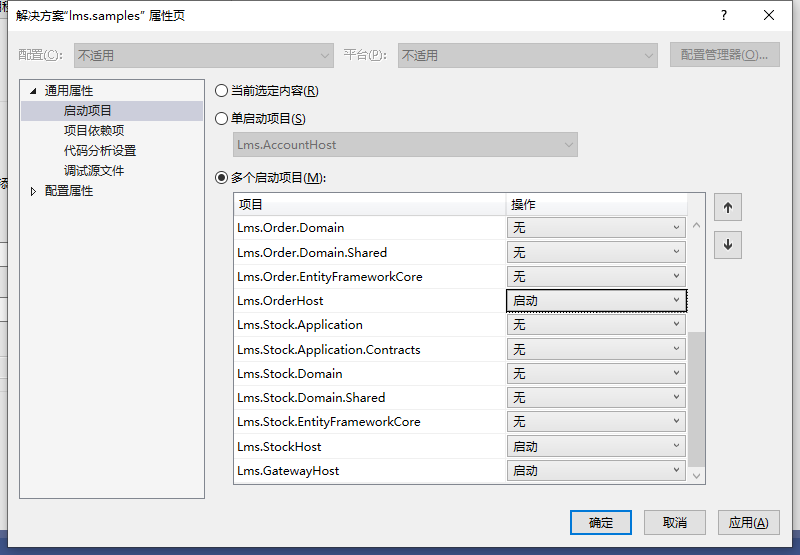 解决方案“lms.samples” 属性页
配置(C): 不适用 平台(P): 不适用 配置管理器(O)...
通用属性
启动项目
项目依赖项
代码分析设置
调试源文件
配置属性
当前选定内容(R)
单启动项目(S)
Lms.AccountHost
多个启动项目(M):
项目 操作
Lms.Order.Domain 无
Lms.Order.Domain.Shared 无
Lms.Order.EntityFrameworkCore 无
Lms.OrderHost 启动
Lms.Stock.Application 无
Lms.Stock.Application.Contracts 无
Lms.Stock.Domain 无
Lms.Stock.Domain.Shared 无
Lms.Stock.EntityFrameworkCore 无
Lms.StockHost 启动
Lms.GatewayHost 启动
确定 取消 应用(A)